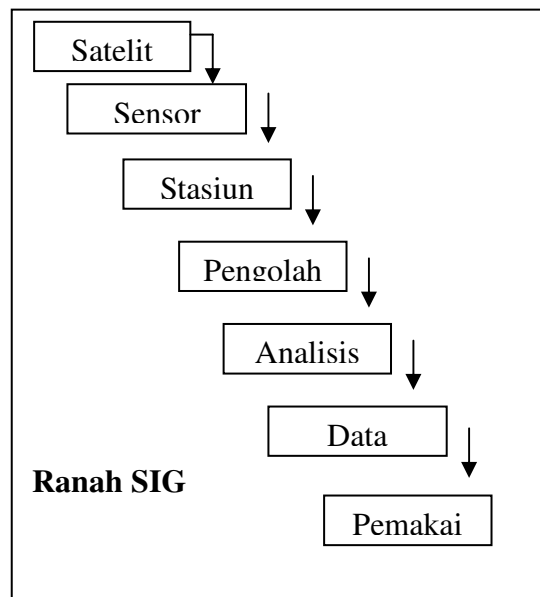 Satelit
Sensor
Stasiun
Pengolah
Analisis
Data
Ranah SIG
Pemakai